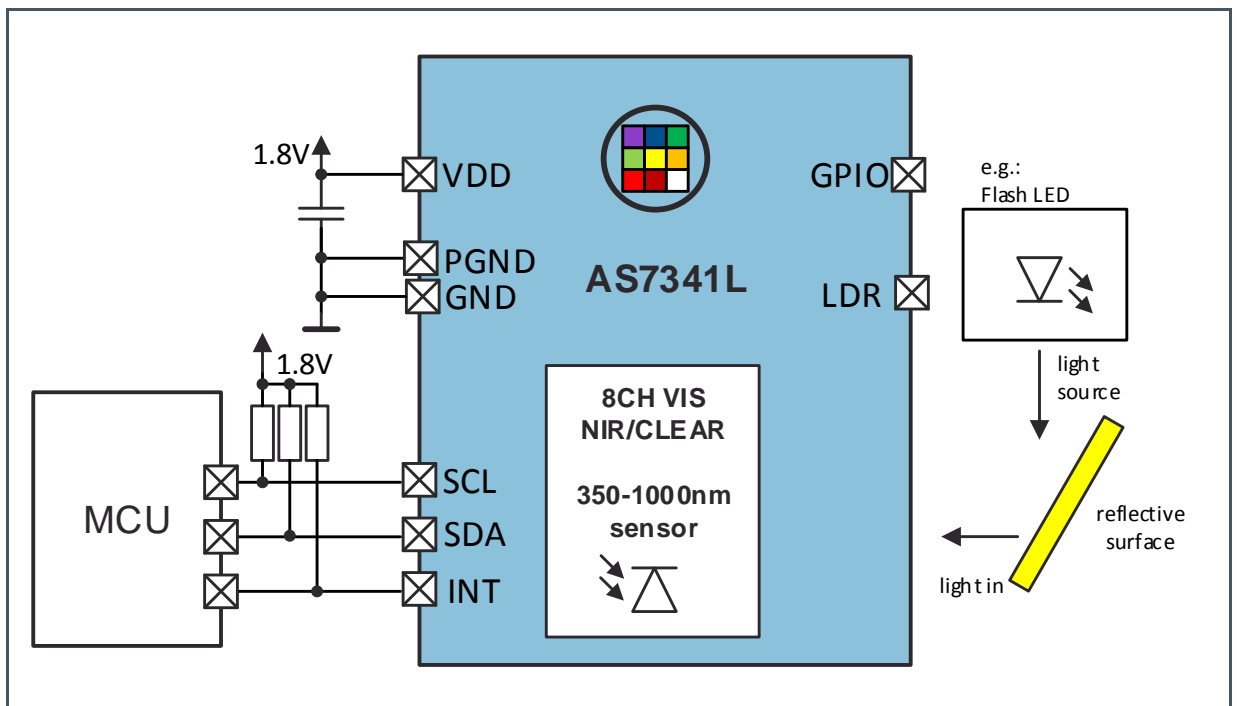 1.8V
VDD
PGND
GND
1.8V
MCU
SCL
SDA
INT
AS7341L
8CH VIS
NIR/CLEAR
350-1000nm
sensor
GPIO
LDR
e.g.:
Flash LED
light
source
reflective
surface
light in